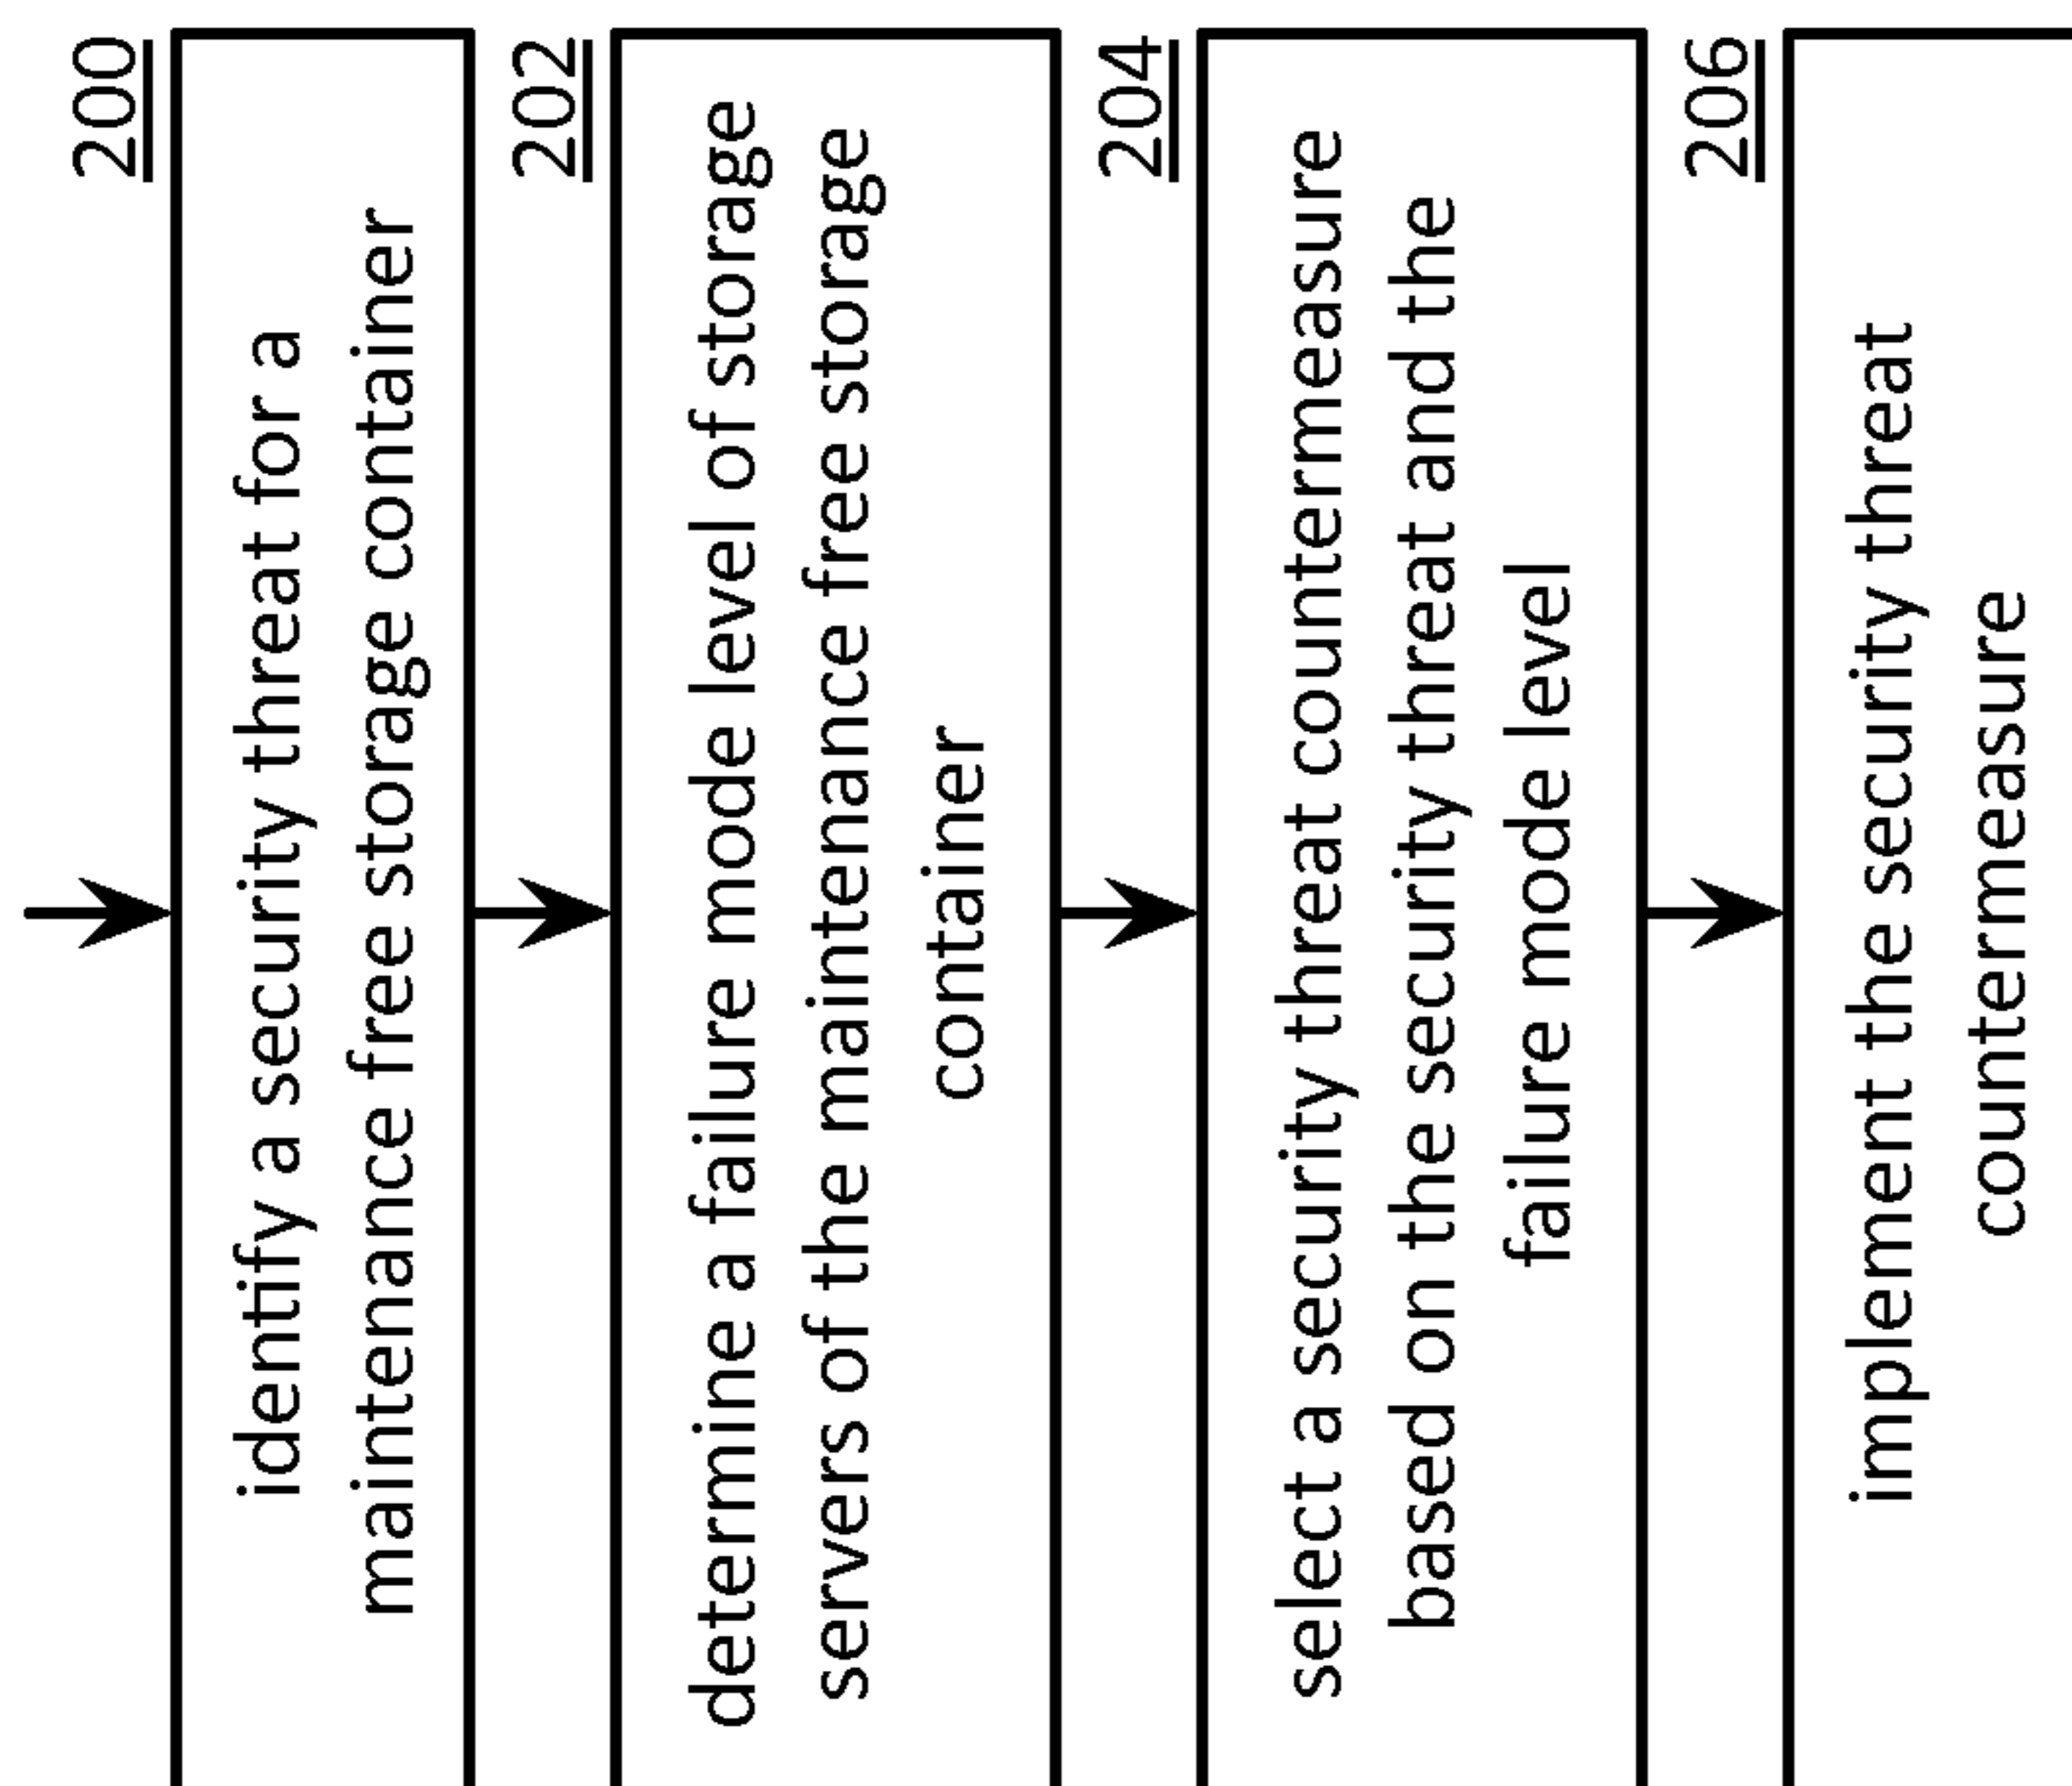 200
identify a security threat for a
maintenance free storage container
202
determine a failure mode level of storage
servers of the maintenance free storage
container
204
select a security threat countermeasure
based on the security threat and the
failure mode level
206
implement the security threat
countermeasure